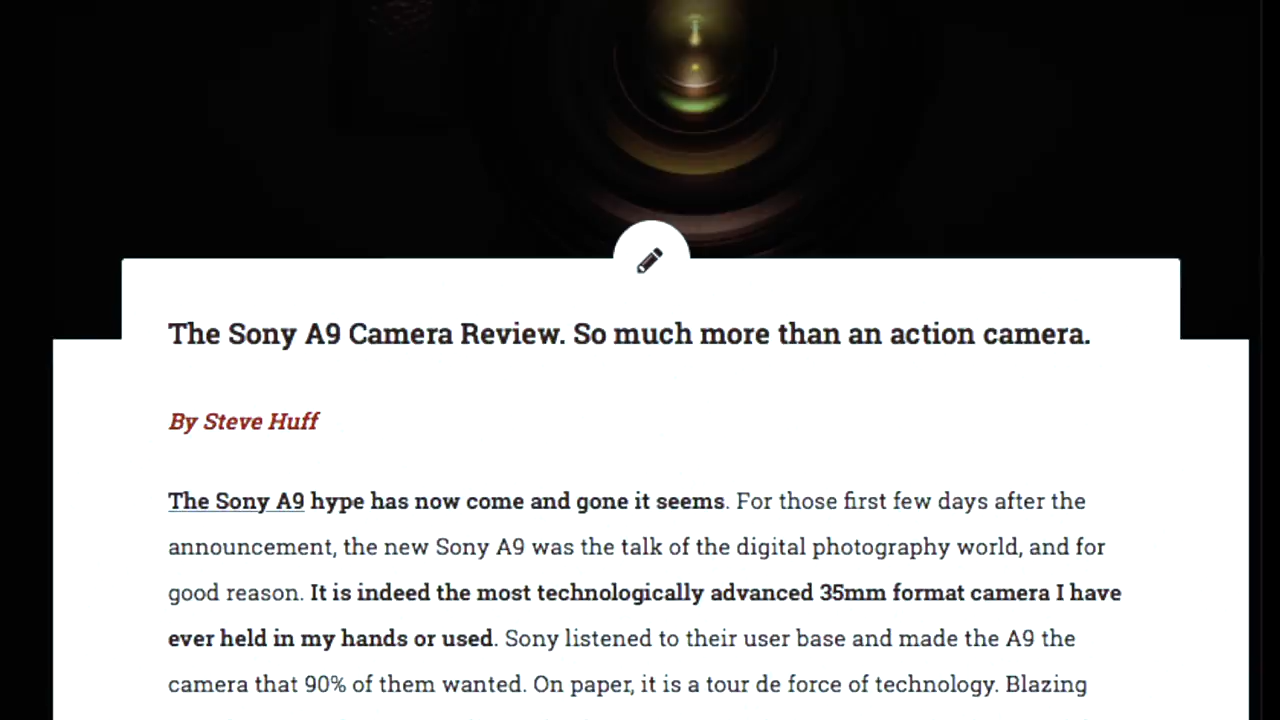 The Sony A9 Camera Review. So much more than an action camera.
By Steve Huff
The Sony A9 hype has now come and gone it seems. For those first few days after the
announcement, the new Sony A9 was the talk of the digital photography world, and for
good reason. It is indeed the most technologically advanced 35mm format camera I have
ever held in my hands or used. Sony listened to their user base and made the A9 the
camera that 90% of them wanted. On paper, it is a tour de force of technology. Blazing